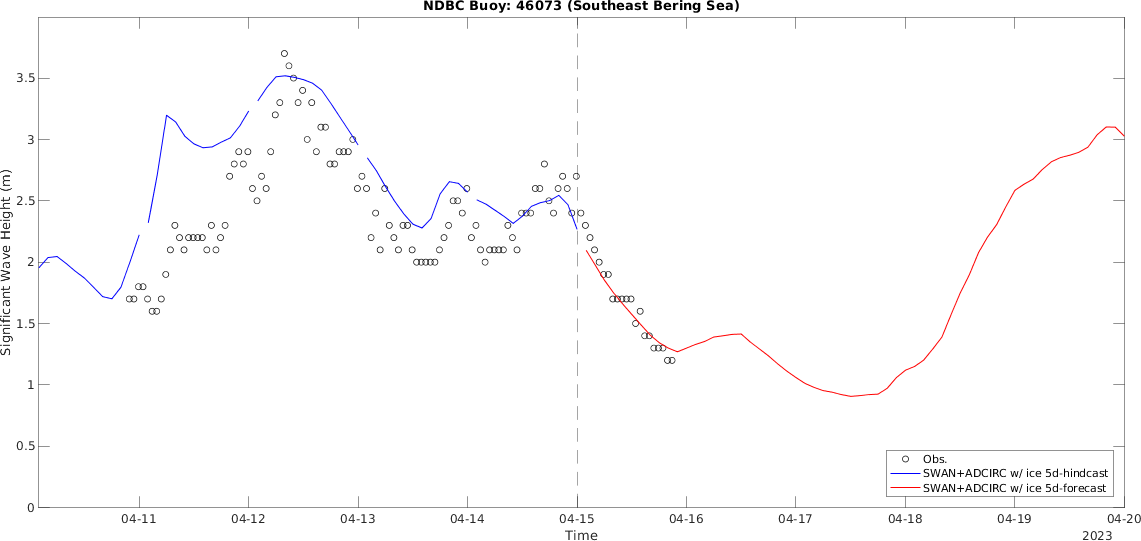 NDBC Buoy: 46073 (Southeast Bering Sea)
Significant Wave Height (m)
3.5
3
2.5
2
1.5
1
0.5
0
Obs.
SWAN+ADCIRC w/ ice 5d-hindcast
SWAN+ADCIRC w/ ice 5d-forecast
04-11 04-12 04-13 04-14 04-15 04-16 04-17 04-18 04-19 04-20
Time
2023